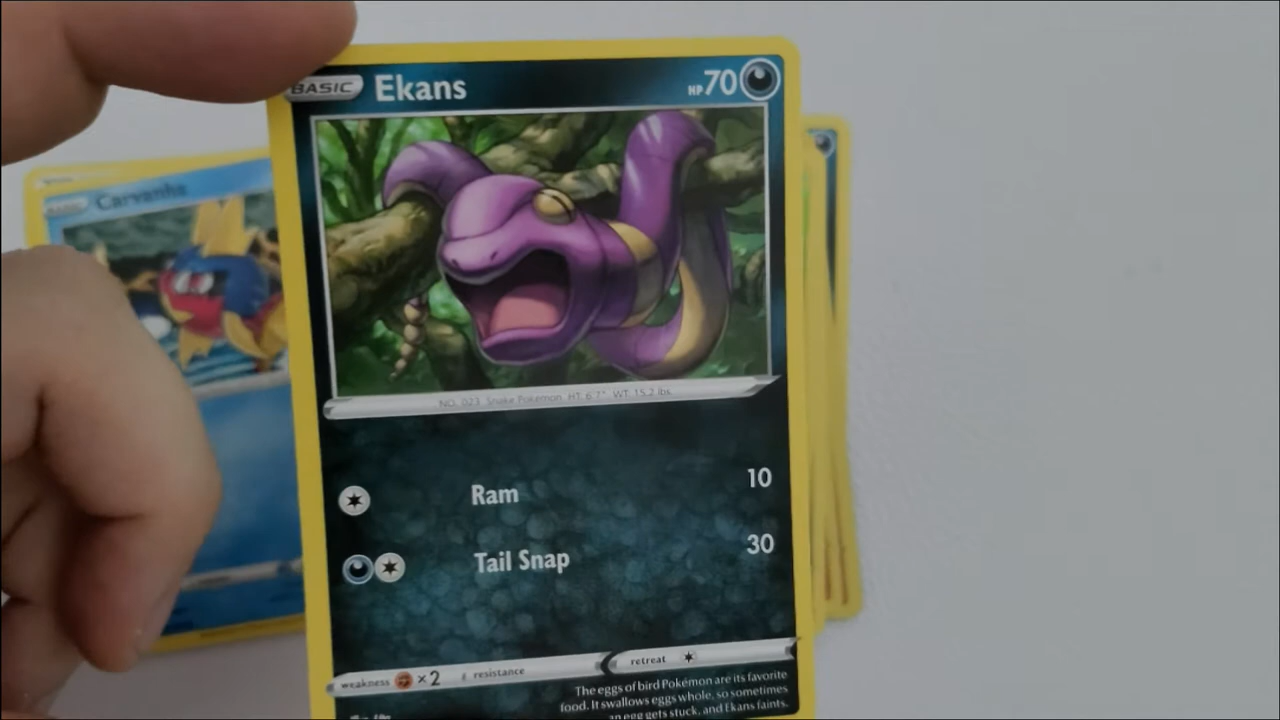 BASIC Ekans HP 70
NO. 023 Snake Pokémon HT: 6'7" WT: 15.2 lbs
Ram 10
Tail Snap 30
weakness ×2 resistance retreat
The eggs of bird Pokémon are its favorite
food. It swallows eggs whole, so sometimes
an egg gets stuck, and Ekans faints.
Carvanha